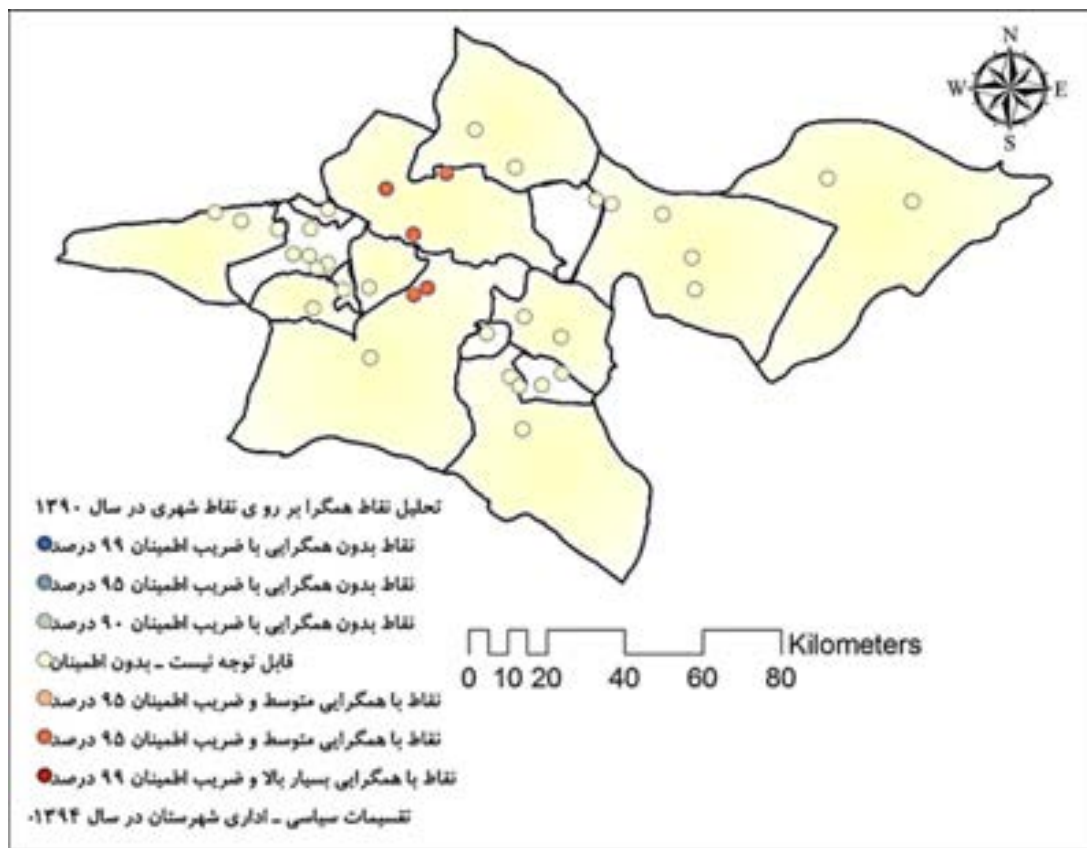 N
W E
S
تحلیل نقاط همگرا بر رو ی نقاط شهری در سال ۱۳۹۰
نقاط بدون همگرایی با ضریب اطمینان ۹۹ درصد
نقاط بدون همگرایی با ضریب اطمینان ۹۵ درصد
نقاط بدون همگرایی با ضریب اطمینان ۹۰ درصد
قابل توجه نیست ـ بدون اطمینان
نقاط با همگرایی متوسط و ضریب اطمینان ۹۵ درصد
نقاط با همگرایی متوسط و ضریب اطمینان ۹۵ درصد
نقاط با همگرایی بسیار بالا و ضریب اطمینان ۹۹ درصد
تقسیمات سیاسی ـ اداری شهرستان در سال ۱۳۹۴۰
Kilometers
0 10 20 40 60 80